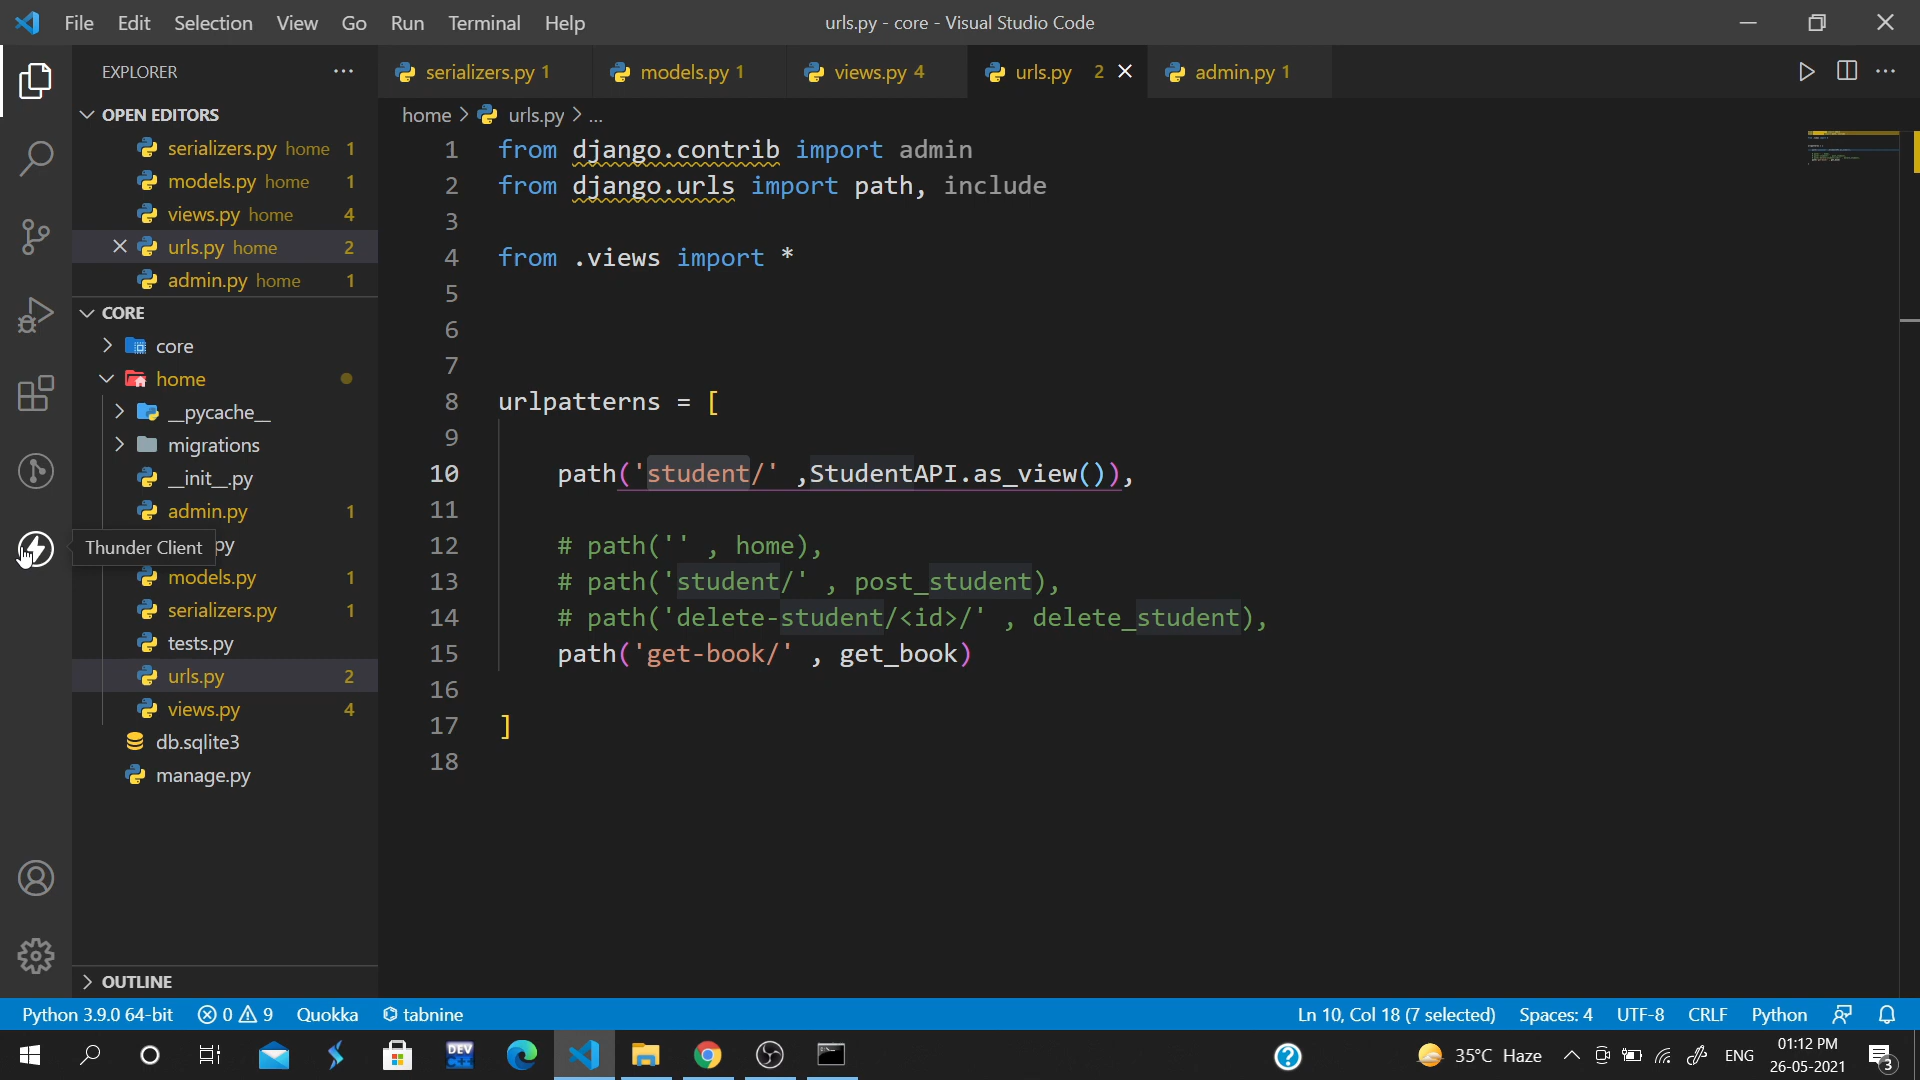 File Edit Selection View Go Run Terminal Help
urls.py - core - Visual Studio Code
EXPLORER
serializers.py 1
models.py 1
views.py 4
urls.py 2
admin.py 1
OPEN EDITORS
serializers.py home 1
models.py home 1
views.py home 4
urls.py home 2
admin.py home 1
CORE
core
home
__pycache__
migrations
__init__.py
admin.py 1
py
models.py 1
serializers.py 1
tests.py
urls.py 2
views.py 4
db.sqlite3
manage.py
OUTLINE
Thunder Client
home > urls.py > ...
1 from django.contrib import admin
2 from django.urls import path, include
3
4 from .views import *
5
6
7
8 urlpatterns = [
9
10 path('student/' ,StudentAPI.as_view()),
11
12 # path('' , home),
13 # path('student/' , post_student),
14 # path('delete-student/<id>/' , delete_student),
15 path('get-book/' , get_book)
16
17 ]
18
Python 3.9.0 64-bit 0 9 Quokka tabnine
Ln 10, Col 18 (7 selected) Spaces: 4 UTF-8 CRLF Python
DEV C++
35°C Haze ENG
01:12 PM
26-05-2021
3